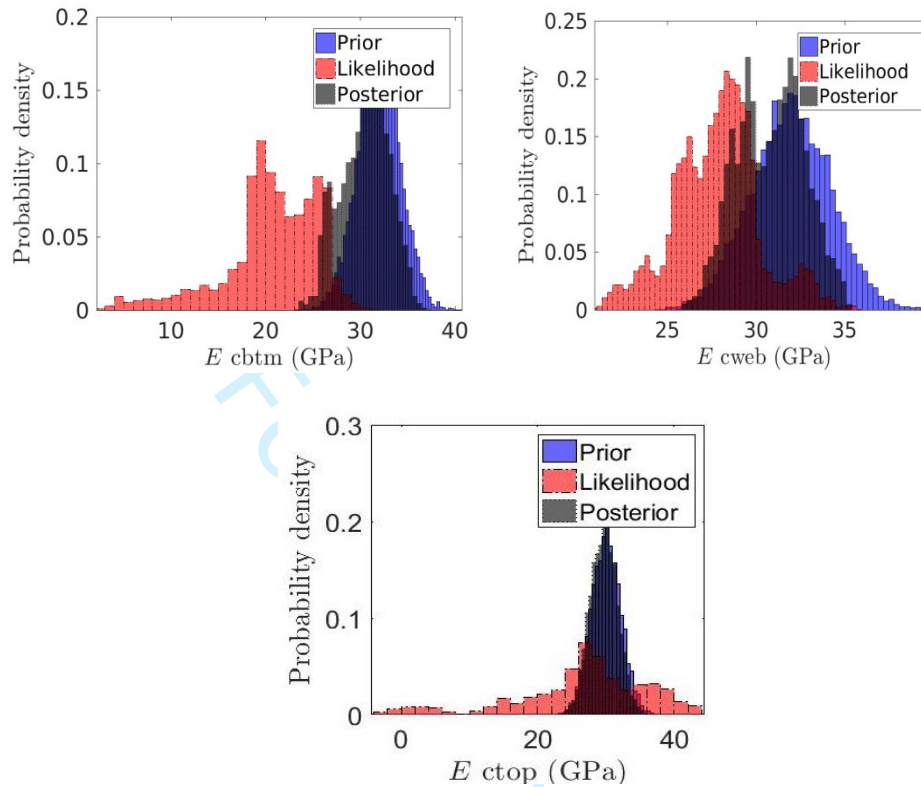 0.2
0.15
0.1
0.05
0
Probability density
Prior
Likelihood
Posterior
10 20 30 40
E cbtm (GPa)
0.25
0.2
0.15
0.1
0.05
0
Probability density
Prior
Likelihood
Posterior
25 30 35
E cweb (GPa)
0.3
0.2
0.1
0
Probability density
Prior
Likelihood
Posterior
0 20 40
E ctop (GPa)